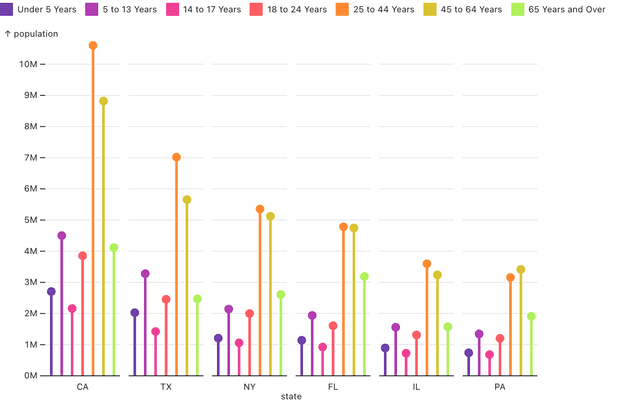 Under 5 Years 5 to 13 Years 14 to 17 Years 18 to 24 Years 25 to 44 Years 45 to 64 Years 65 Years and Over
↑ population
10M
9M
8M
7M
6M
5M
4M
3M
2M
1M
0M
CA TX NY FL IL PA
state